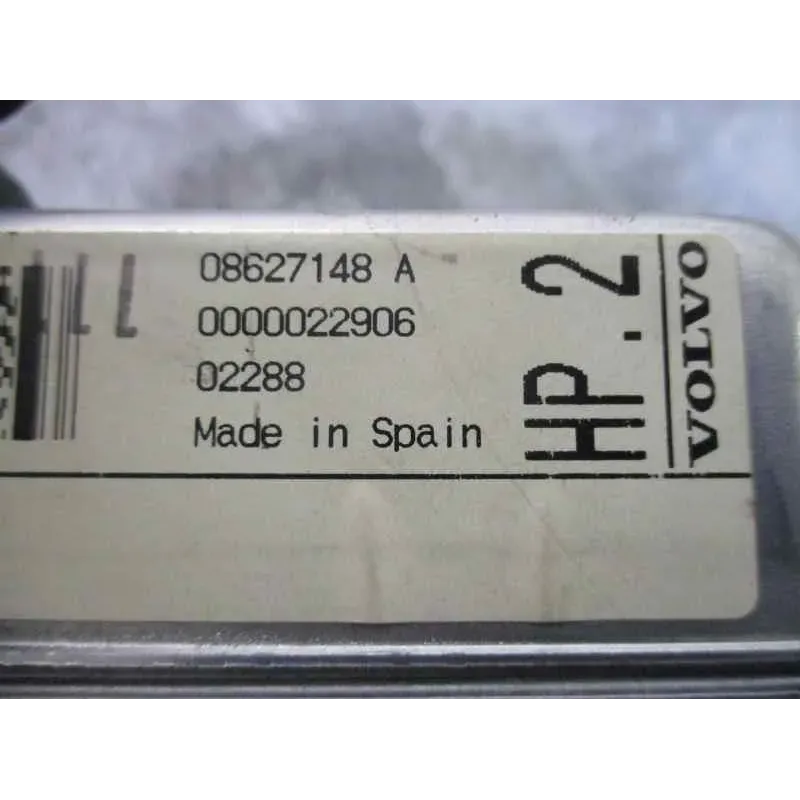 08627148 A
0000022906
02288
Made in Spain
HP.2
VOLVO